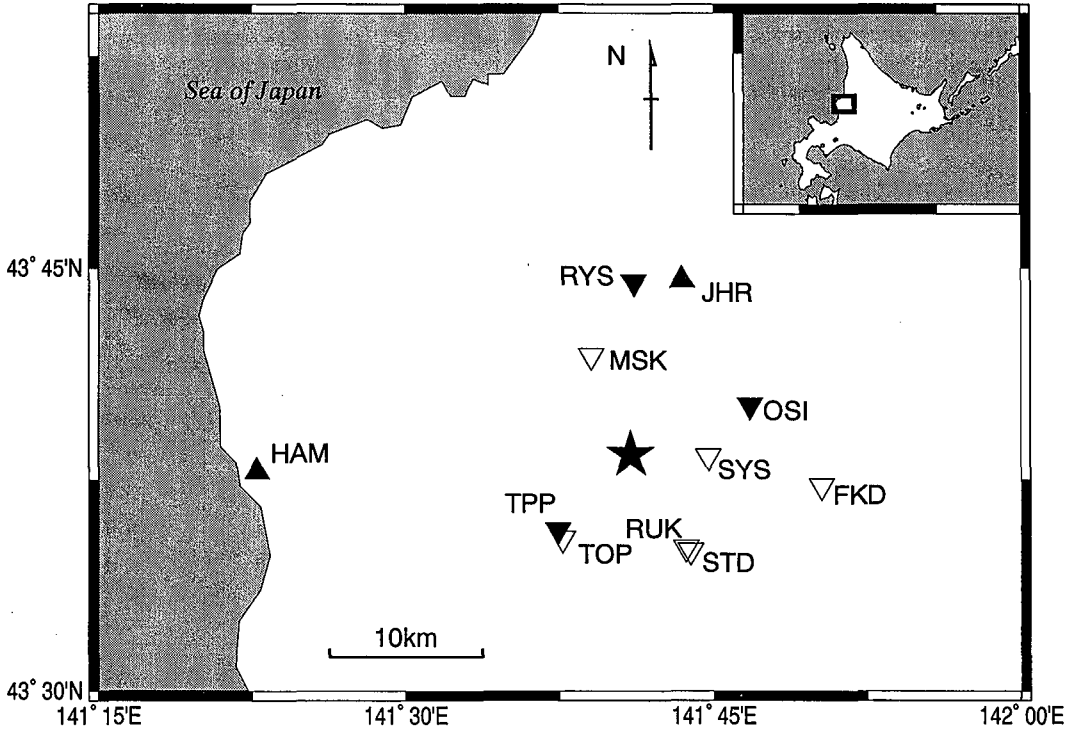 Sea of Japan
N
43° 45'N
RYS
JHR
MSK
OSI
HAM
SYS
FKD
TPP
RUK
TOP
STD
10km
43° 30'N
141° 15'E
141° 30'E
141° 45'E
142° 00'E